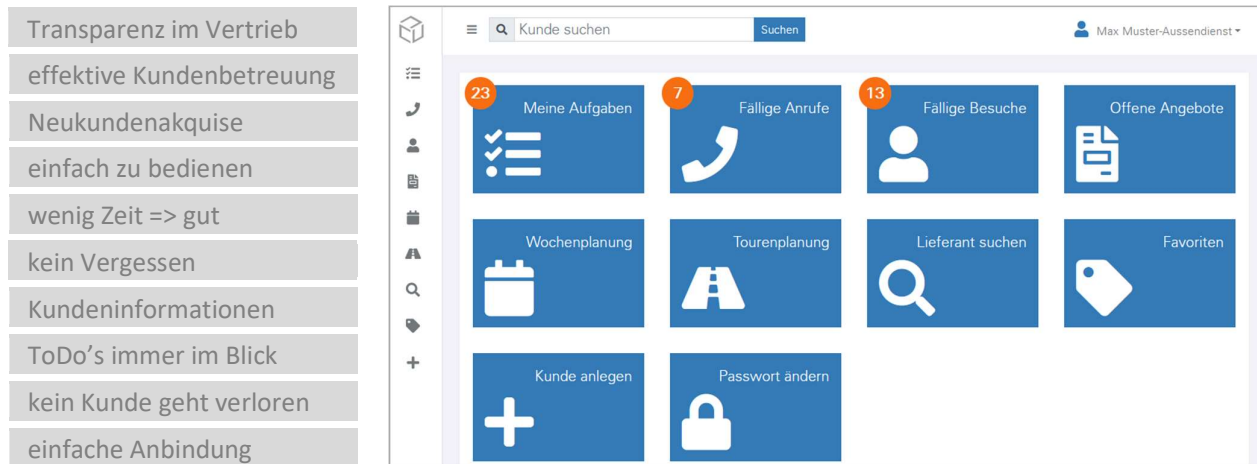 Transparenz im Vertrieb
effektive Kundenbetreuung
Neukundenakquise
einfach zu bedienen
wenig Zeit => gut
kein Vergessen
Kundeninformationen
ToDo’s immer im Blick
kein Kunde geht verloren
einfache Anbindung
Kunde suchen
Suchen
Max Muster-Aussendienst
23
Meine Aufgaben
7
Fällige Anrufe
13
Fällige Besuche
Offene Angebote
Wochenplanung
Tourenplanung
Lieferant suchen
Favoriten
Kunde anlegen
Passwort ändern